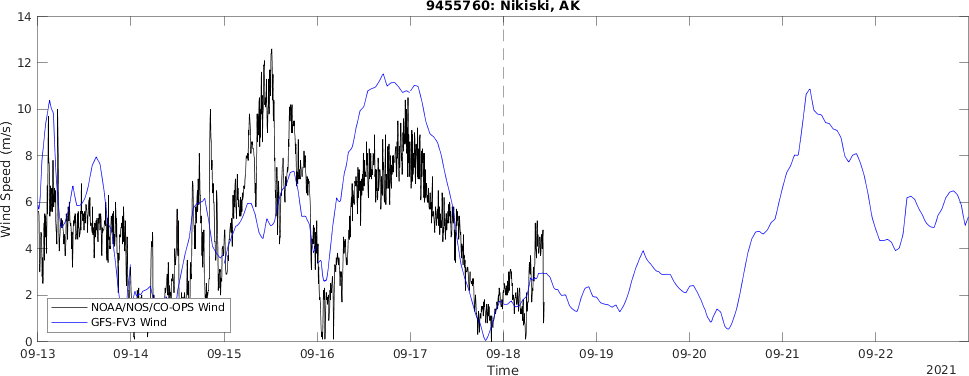 9455760: Nikiski, AK
Wind Speed (m/s)
14
12
10
8
6
4
2
0
NOAA/NOS/CO-OPS Wind
GFS-FV3 Wind
09-13 09-14 09-15 09-16 09-17 09-18 09-19 09-20 09-21 09-22
Time
2021